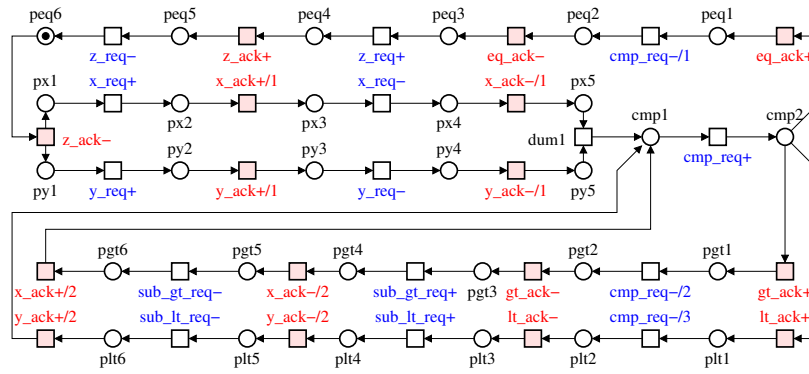 peq6 peq5 peq4 peq3 peq2 peq1
z_req- z_ack+ z_req+ eq_ack- cmp_req-/1 eq_ack+
px1 x_req+ x_ack+/1 x_req- x_ack-/1 px5
px2 px3 px4 cmp1 cmp2
z_ack- dum1
py2 py3 py4 cmp_req+
py1 y_req+ y_ack+/1 y_req- y_ack-/1 py5
pgt6 pgt5 pgt4 pgt2 pgt1
pgt3
x_ack+/2 sub_gt_req- x_ack-/2 sub_gt_req+ gt_ack- cmp_req-/2 gt_ack+
y_ack+/2 sub_lt_req- y_ack-/2 sub_lt_req+ lt_ack- cmp_req-/3 lt_ack+
plt6 plt5 plt4 plt3 plt2 plt1